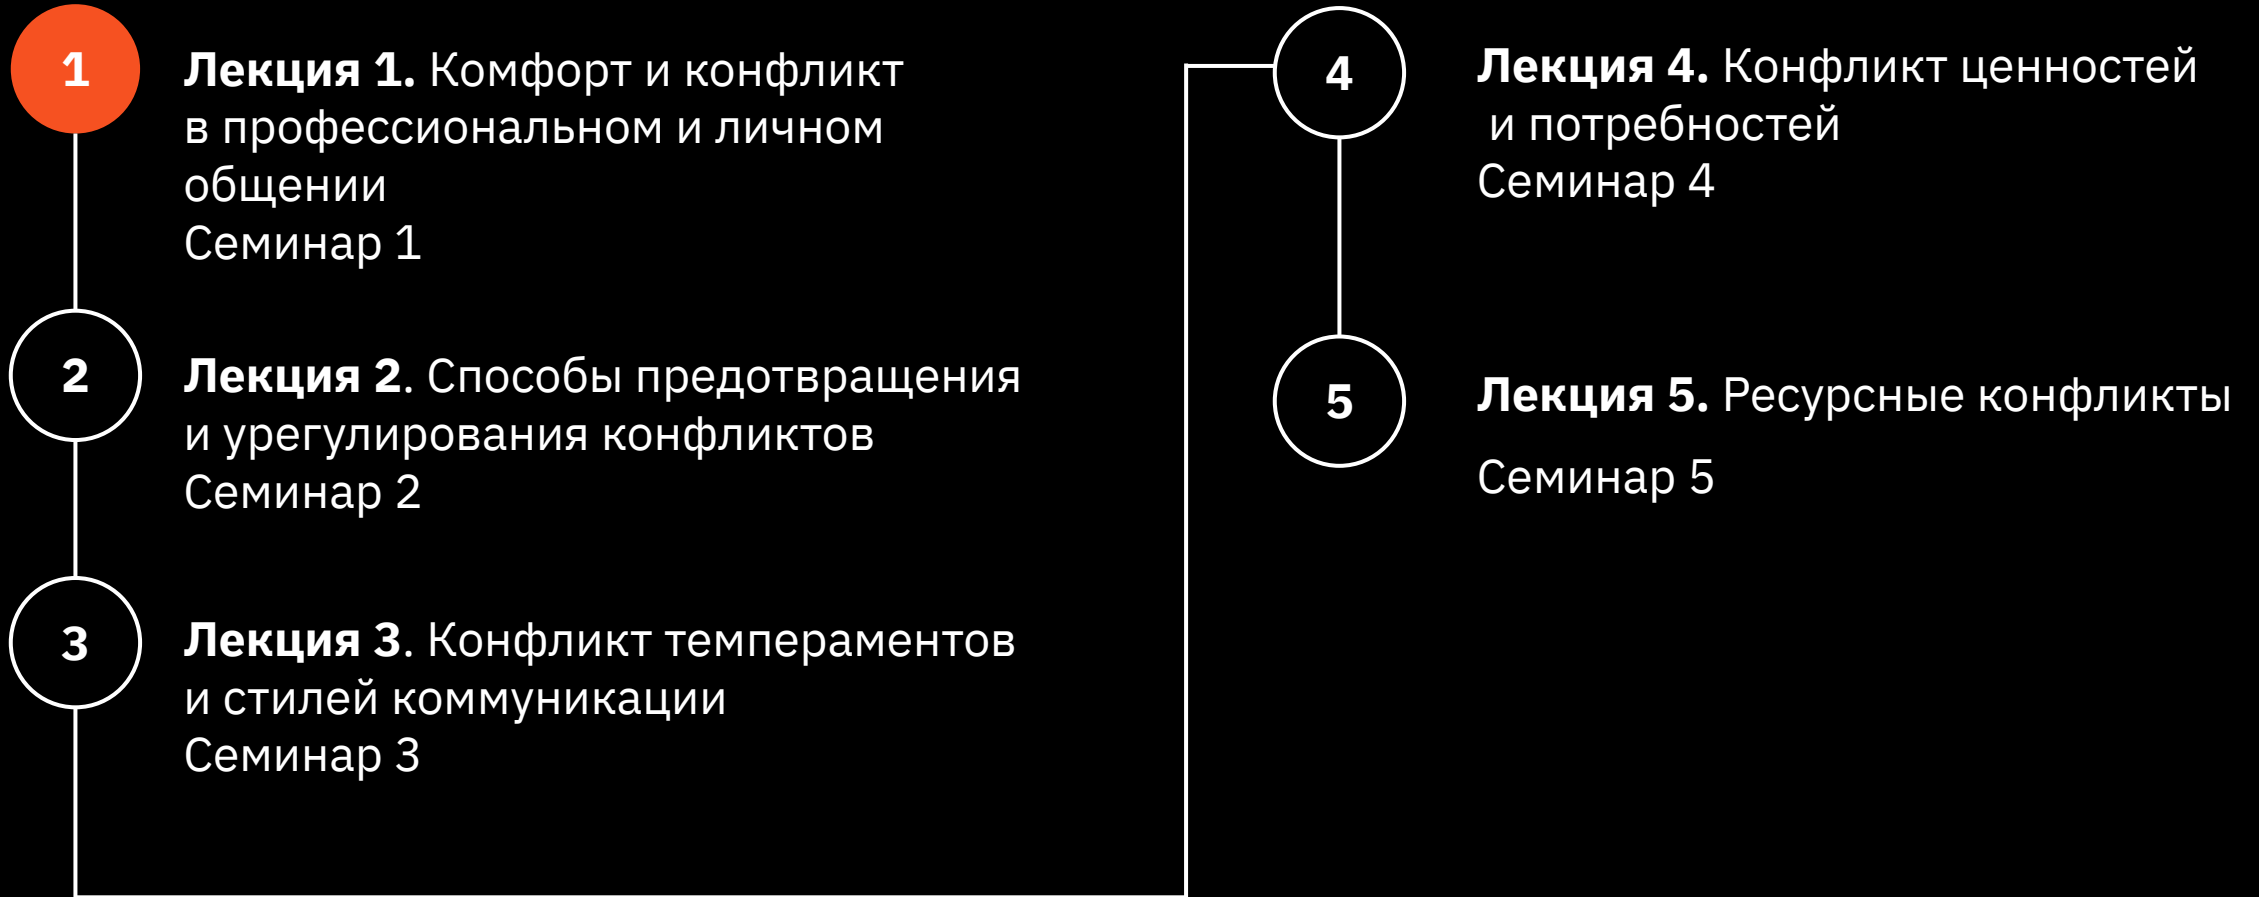 1
Лекция 1. Комфорт и конфликт
в профессиональном и личном
общении
Семинар 1
2
Лекция 2. Способы предотвращения
и урегулирования конфликтов
Семинар 2
3
Лекция 3. Конфликт темпераментов
и стилей коммуникации
Семинар 3
4
Лекция 4. Конфликт ценностей
и потребностей
Семинар 4
5
Лекция 5. Ресурсные конфликты
Семинар 5